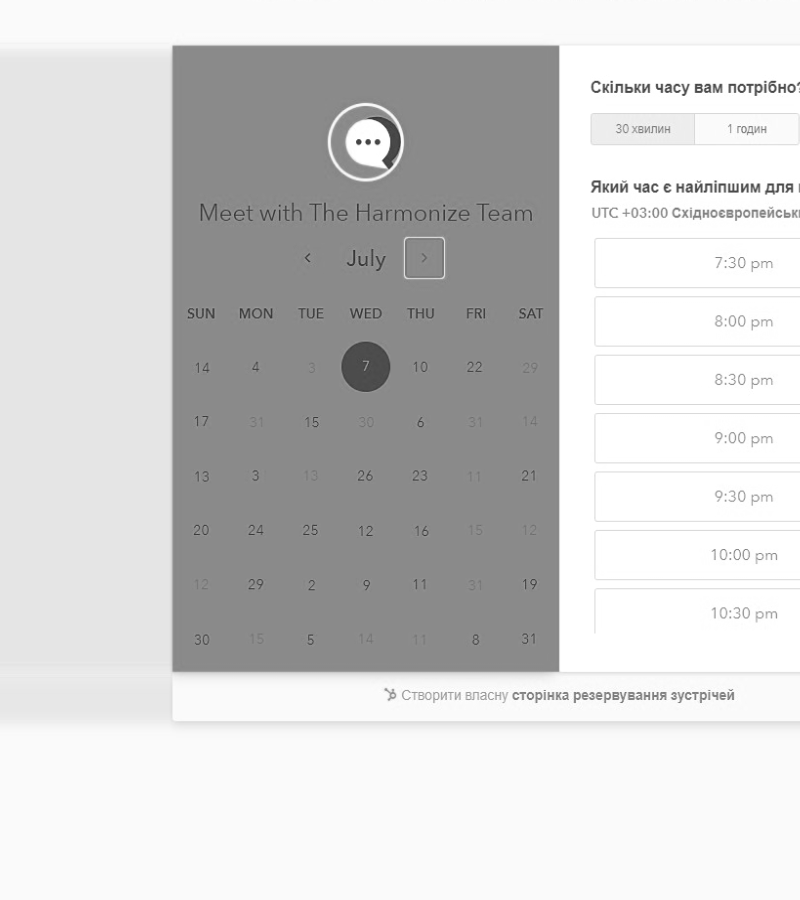 Meet with The Harmonize Team
July
SUN MON TUE WED THU FRI SAT
14 4 3 7 10 22 29
17 31 15 30 6 31 14
13 3 13 26 23 11 21
20 24 25 12 16 15 12
12 29 2 9 11 31 19
30 15 5 14 11 8 31
Скільки часу вам потрібно?
30 хвилин 1 годин
Який час є найліпшим для
UTC +03:00
7:30 pm
8:00 pm
8:30 pm
9:00 pm
9:30 pm
10:00 pm
10:30 pm
Створити власну сторінка резервування зустрічей